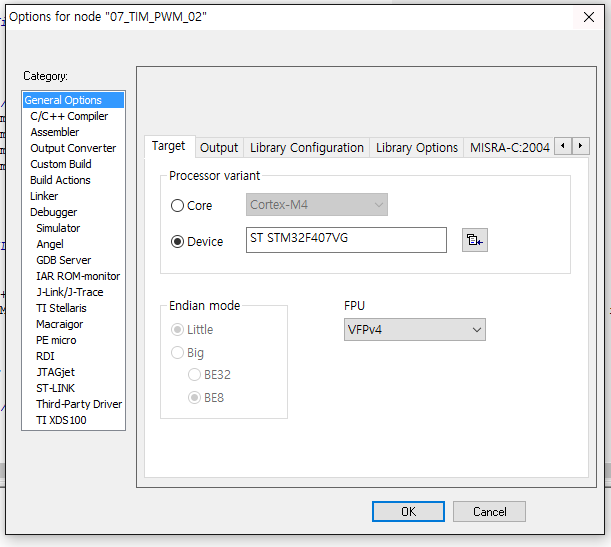 Options for node "07_TIM_PWM_02"
Category:
General Options
C/C++ Compiler
Assembler
Output Converter
Custom Build
Build Actions
Linker
Debugger
Simulator
Angel
GDB Server
IAR ROM-monitor
J-Link/J-Trace
TI Stellaris
Macraigor
PE micro
RDI
JTAGjet
ST-LINK
Third-Party Driver
TI XDS100
Target Output Library Configuration Library Options MISRA-C:2004
Processor variant
Core Cortex-M4
Device ST STM32F407VG
Endian mode
Little
Big
BE32
BE8
FPU
VFPv4
OK Cancel